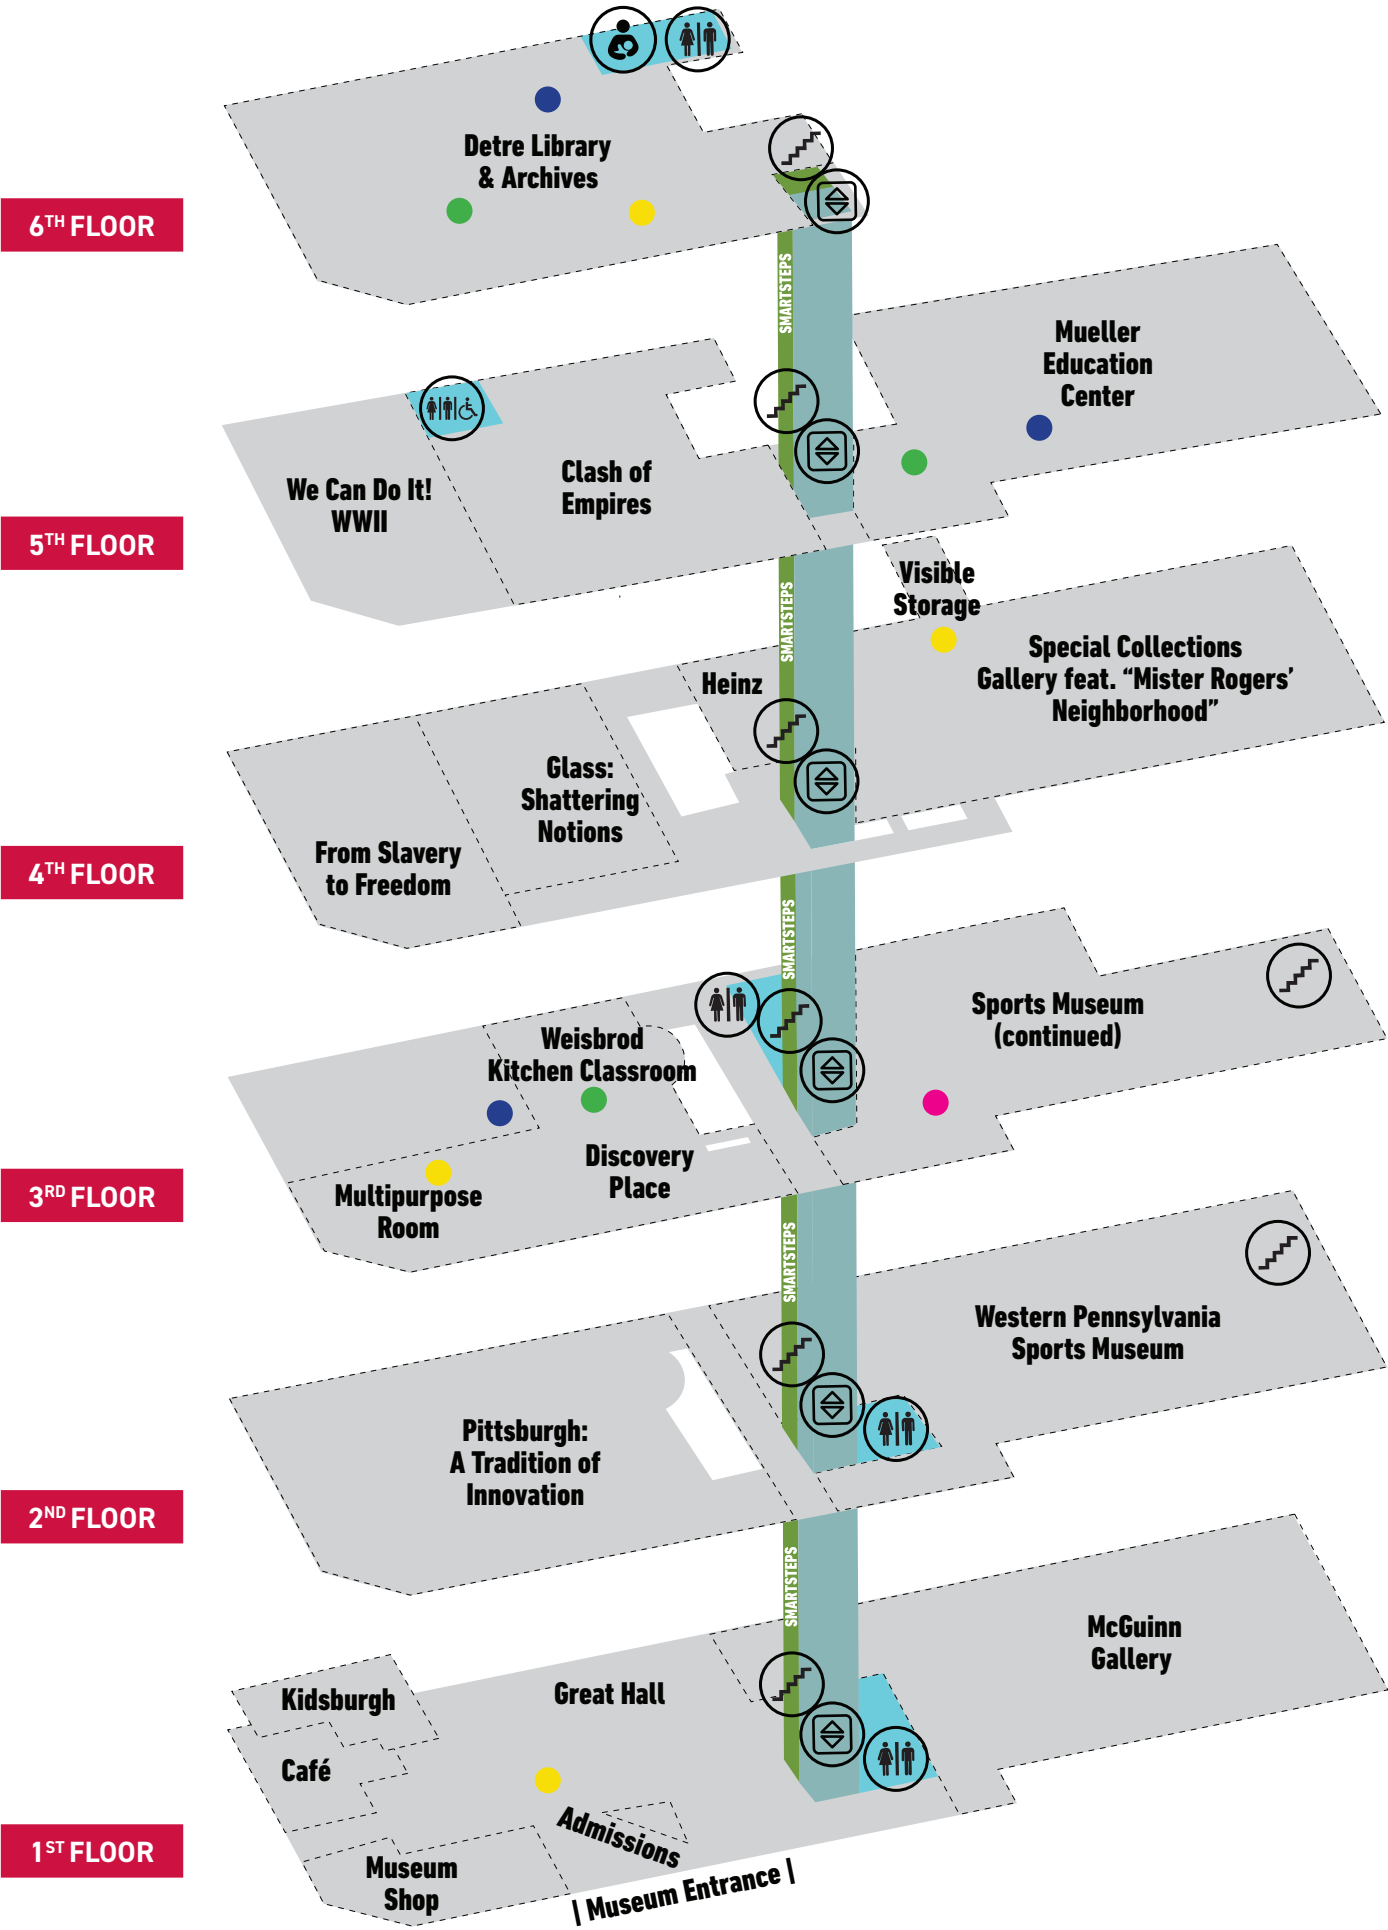 Detre Library
& Archives
6TH FLOOR
SMARTSTEPS
Mueller
Education
Center
We Can Do It!
WWII
Clash of
Empires
5TH FLOOR
SMARTSTEPS
Visible
Storage
Special Collections
Gallery feat. “Mister Rogers’
Neighborhood”
Heinz
Glass:
Shattering
Notions
From Slavery
to Freedom
4TH FLOOR
SMARTSTEPS
Sports Museum
(continued)
Weisbrod
Kitchen Classroom
Discovery
Place
Multipurpose
Room
3RD FLOOR
SMARTSTEPS
Western Pennsylvania
Sports Museum
Pittsburgh:
A Tradition of
Innovation
2ND FLOOR
SMARTSTEPS
McGuinn
Gallery
Great Hall
Kidsburgh
Café
Admissions
1ST FLOOR
Museum
Shop
| Museum Entrance |